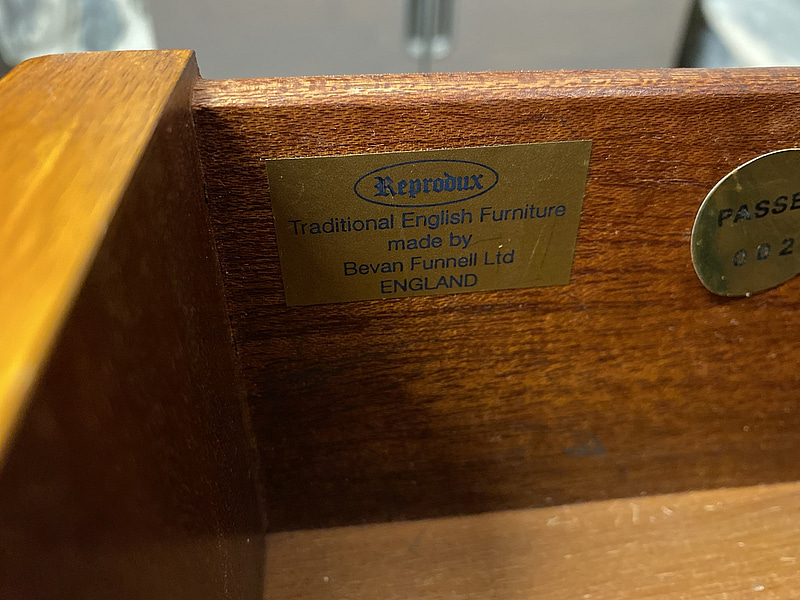 Reprodux
Traditional English Furniture
made by
Bevan Funnell Ltd
ENGLAND
PASSE
002